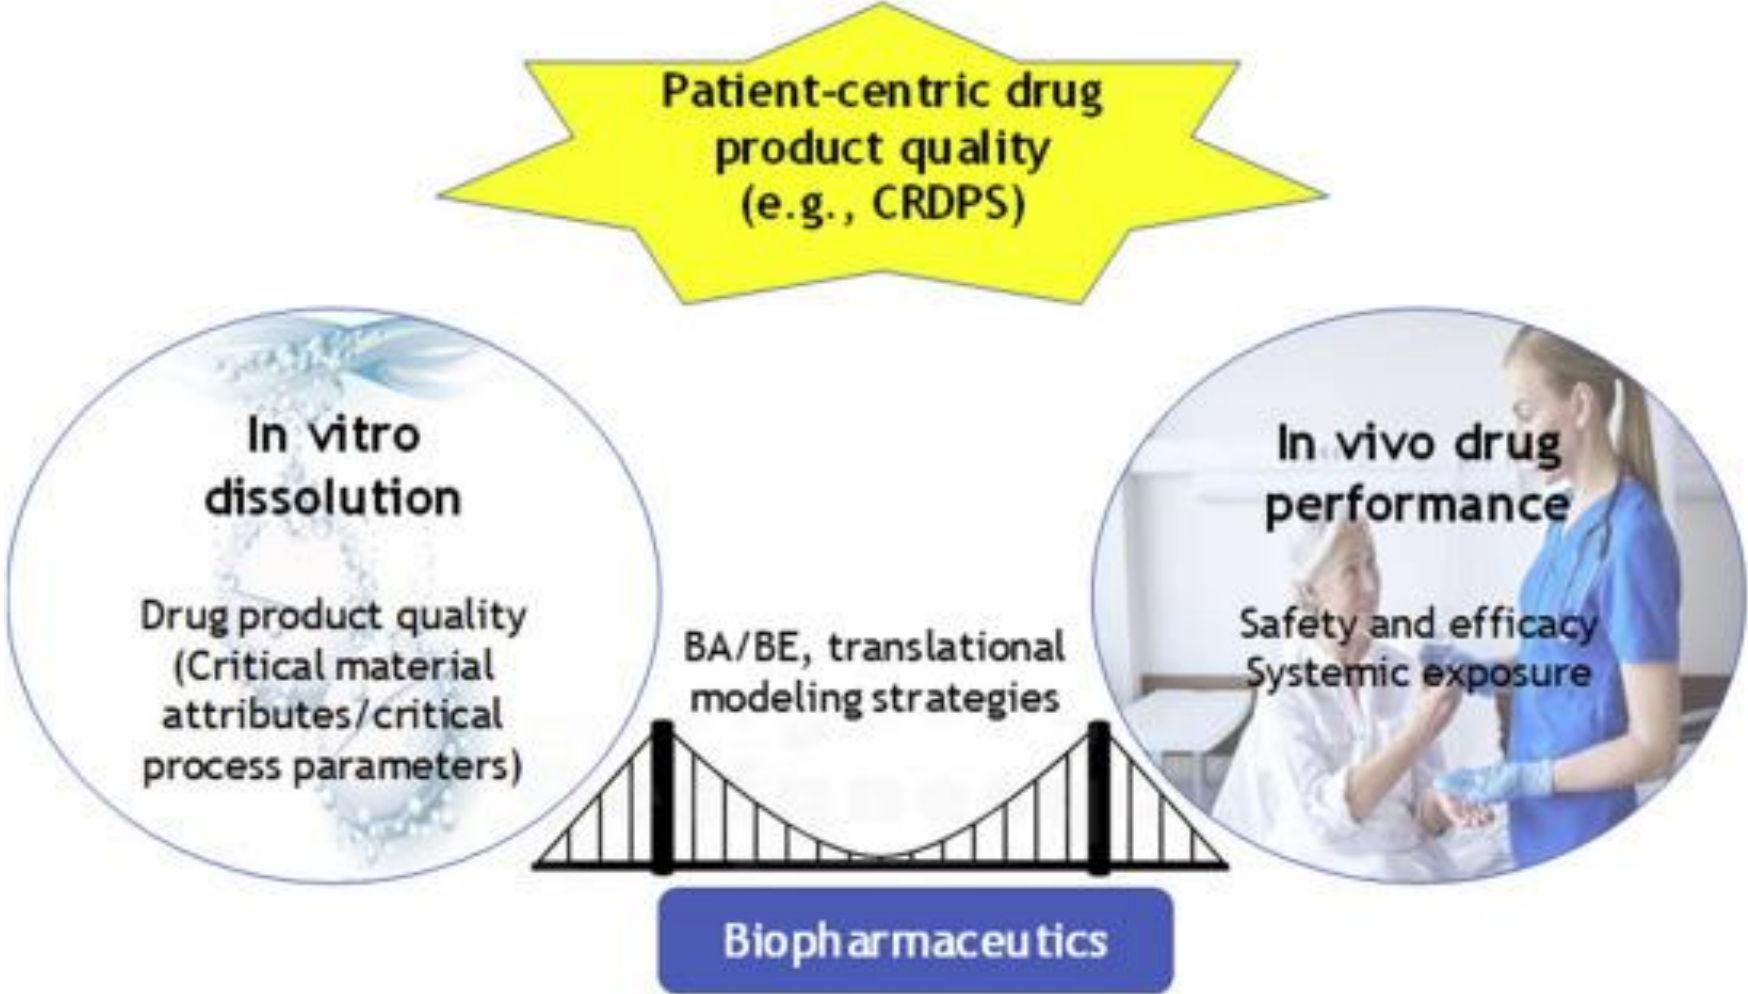 Patient-centric drug
product quality
(e.g., CRDPS)
In vitro
dissolution
Drug product quality
(Critical material
attributes/critical
process parameters)
BA/BE, translational
modeling strategies
In vivo drug
performance
Safety and efficacy
Systemic exposure
Biopharmaceutics